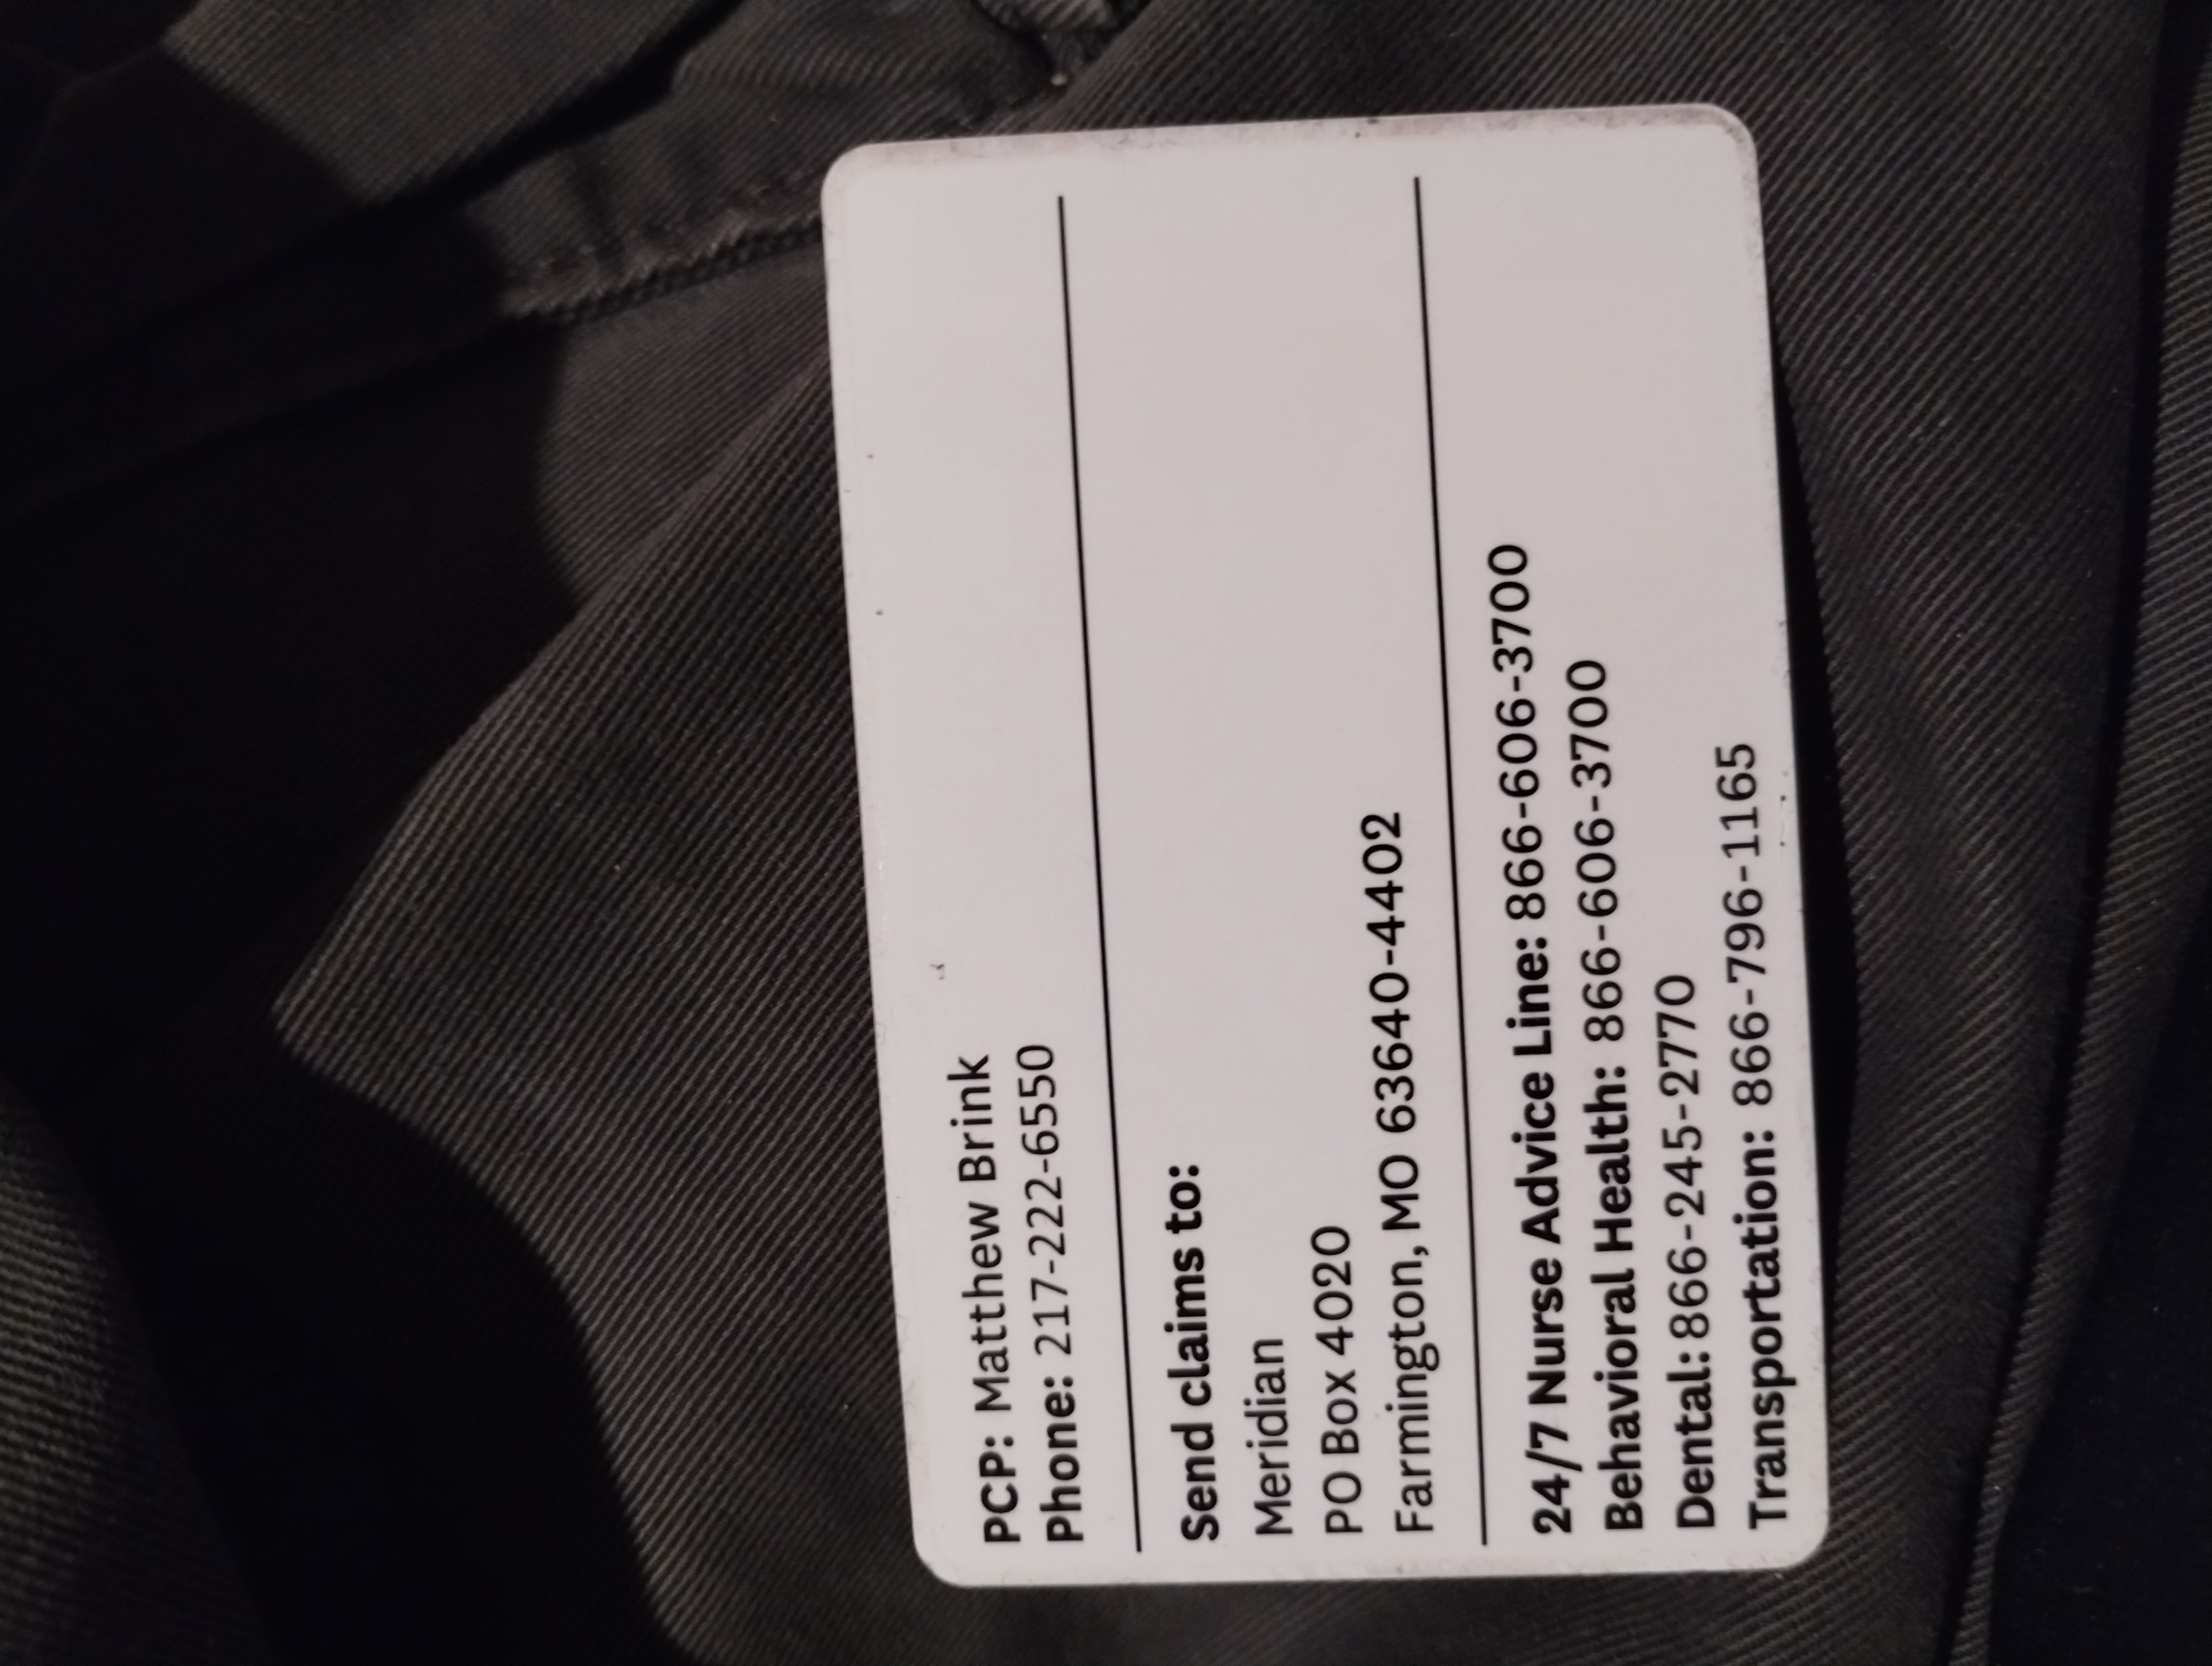 PCP: Matthew Brink
Phone: 217-222-6550
Send claims to:
Meridian
PO Box 4020
Farmington, MO 63640-4402
24/7 Nurse Advice Line: 866-606-3700
Behavioral Health: 866-606-3700
Dental: 866-245-2770
Transportation: 866-796-1165